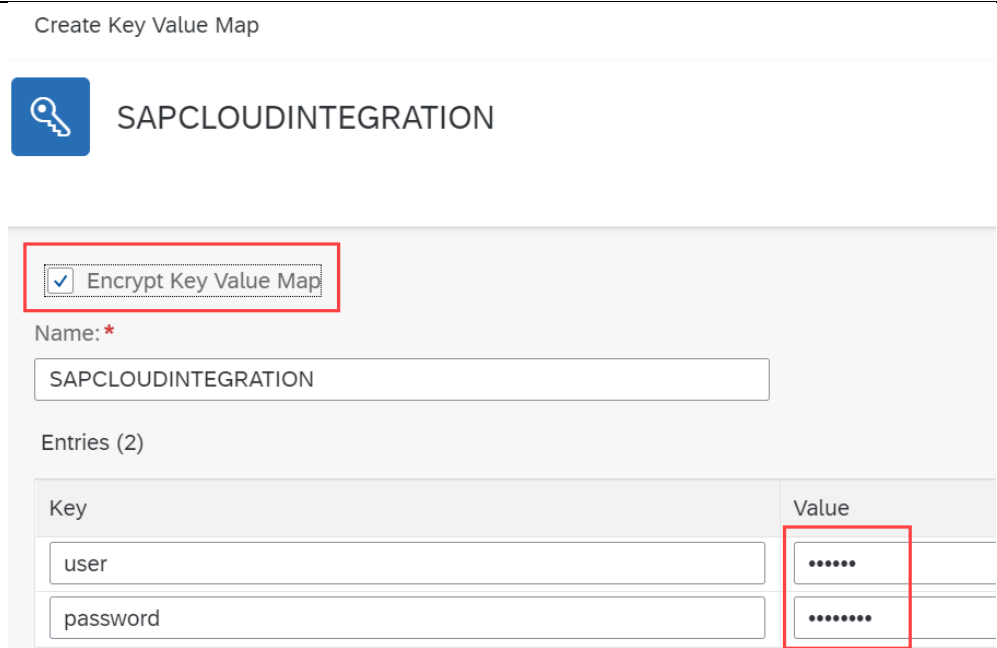 Create Key Value Map
SAPCLOUDINTEGRATION
Encrypt Key Value Map
Name:*
SAPCLOUDINTEGRATION
Entries (2)
Key Value
user ••••••
password ••••••••